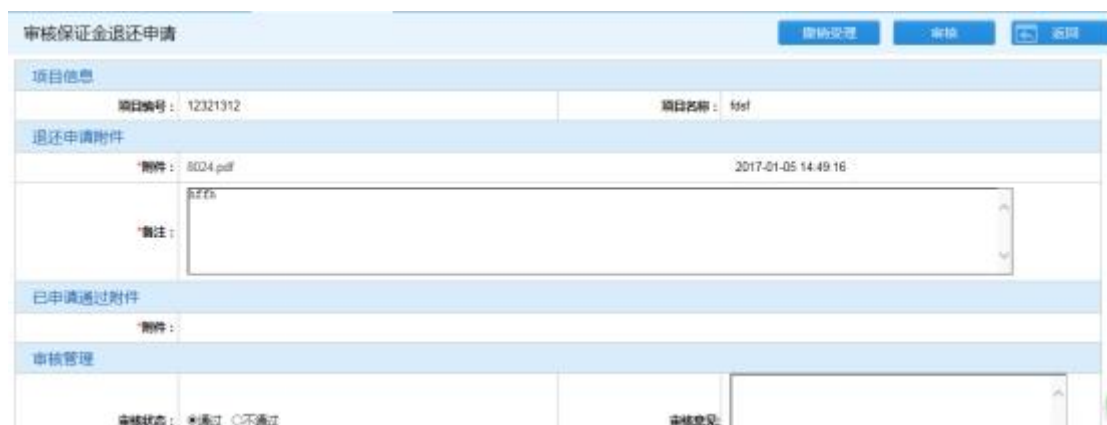 审核保证金退还申请 撤销受理 审核 返回
项目信息
项目编号： 12321312 项目名称： fdsf
退还申请附件
*附件： 8024.pdf 2017-01-05 14:49:16
hffh
*备注：
已申请通过附件
*附件：
审核管理
审核状态： 通过 不通过 审核意见: